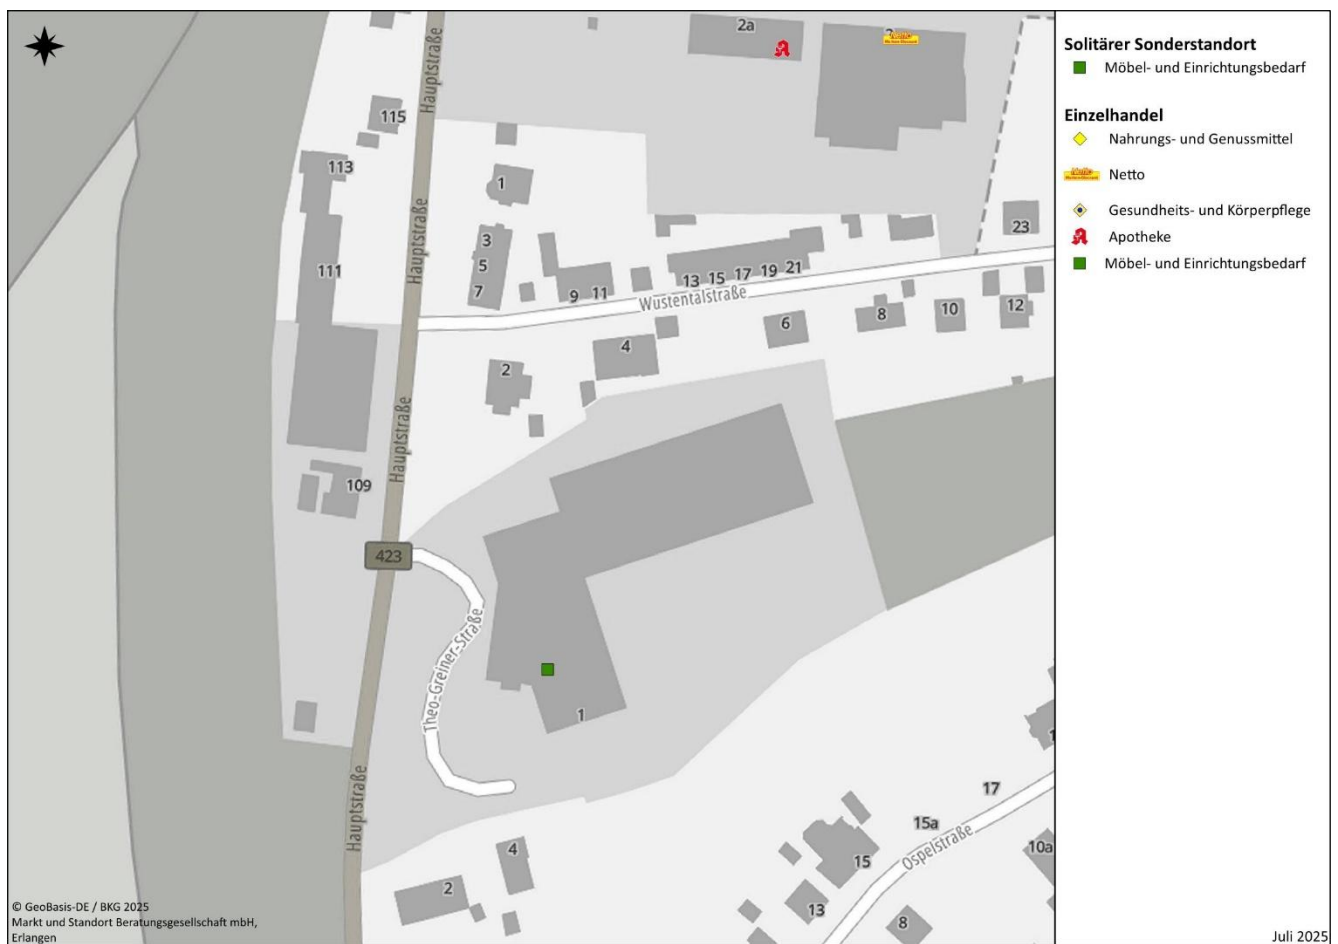 Hauptstraße
2a
115
113
1
3
5
7
111
Hauptstraße
9 11
13 15 17 19 21
23
Wustentalstraße
2
4
6
8
10
12
Hauptstraße
109
423
Theo-Greiner-Straße
1
Hauptstraße
2
4
17
15a
15
Ospelstraße
10a
13
8
© GeoBasis-DE / BKG 2025
Markt und Standort Beratungsgesellschaft mbH,
Erlangen
Solitärer Sonderstandort
Möbel- und Einrichtungsbedarf
Einzelhandel
Nahrungs- und Genussmittel
Netto
Gesundheits- und Körperpflege
Apotheke
Möbel- und Einrichtungsbedarf
Juli 2025